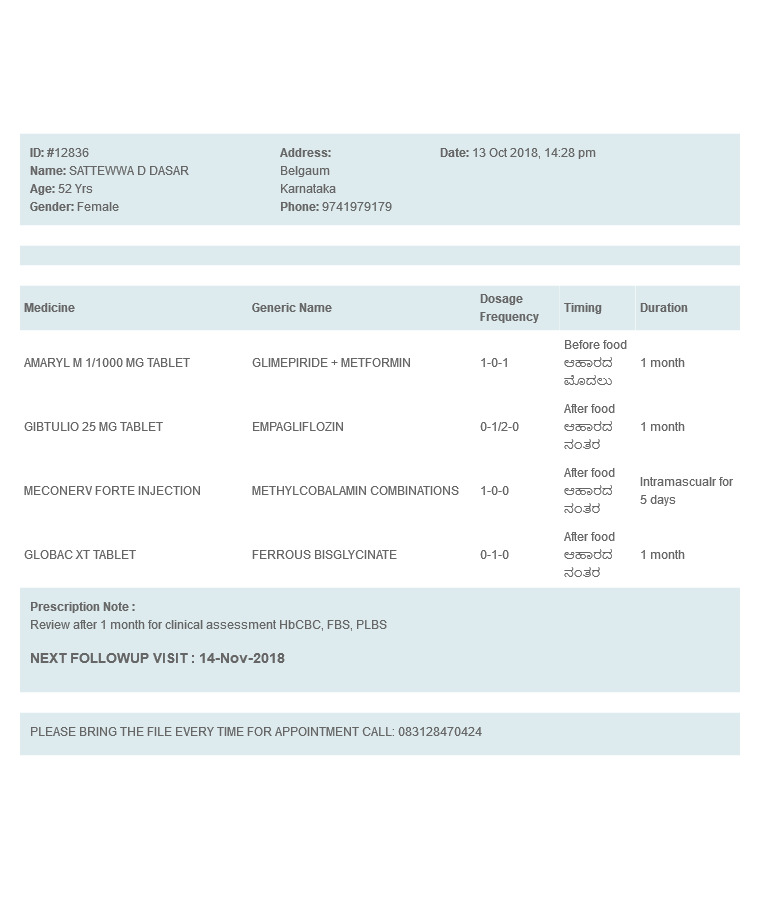 ID: #12836
Name: SATTEWWA D DASAR
Age: 52 Yrs
Gender: Female
Address:
Belgaum
Karnataka
Phone: 9741979179
Date: 13 Oct 2018, 14:28 pm
Medicine Generic Name Dosage Frequency Timing Duration
AMARYL M 1/1000 MG TABLET GLIMEPIRIDE + METFORMIN 1-0-1 Before food ಆಹಾರದ ಮೊದಲು 1 month
GIBTULIO 25 MG TABLET EMPAGLIFLOZIN 0-1/2-0 After food ಆಹಾರದ ನಂತರ 1 month
MECONERV FORTE INJECTION METHYLCOBALAMIN COMBINATIONS 1-0-0 After food ಆಹಾರದ ನಂತರ Intramascualr for 5 days
GLOBAC XT TABLET FERROUS BISGLYCINATE 0-1-0 After food ಆಹಾರದ ನಂತರ 1 month
Prescription Note :
Review after 1 month for clinical assessment HbCBC, FBS, PLBS
NEXT FOLLOWUP VISIT : 14-Nov-2018
PLEASE BRING THE FILE EVERY TIME FOR APPOINTMENT CALL: 083128470424